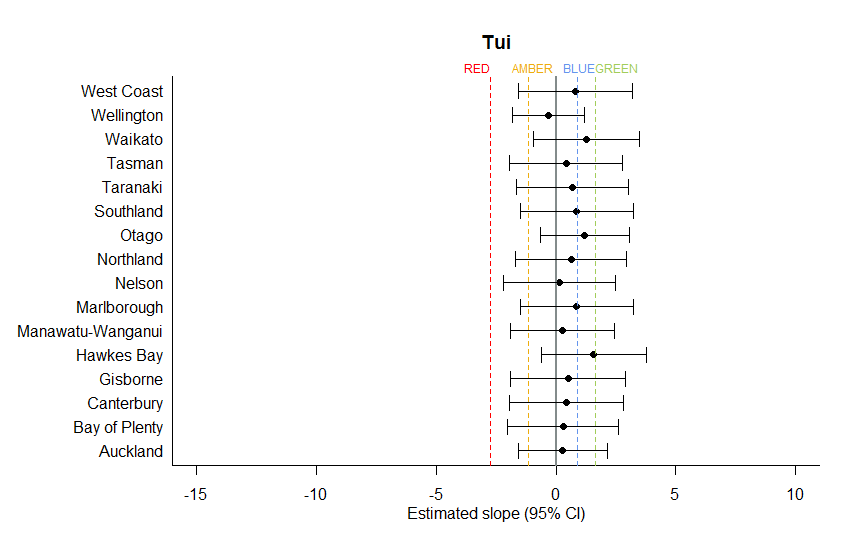 Tui
RED AMBER BLUE GREEN
West Coast
Wellington
Waikato
Tasman
Taranaki
Southland
Otago
Northland
Nelson
Marlborough
Manawatu-Wanganui
Hawkes Bay
Gisborne
Canterbury
Bay of Plenty
Auckland
-15 -10 -5 0 5 10
Estimated slope (95% CI)